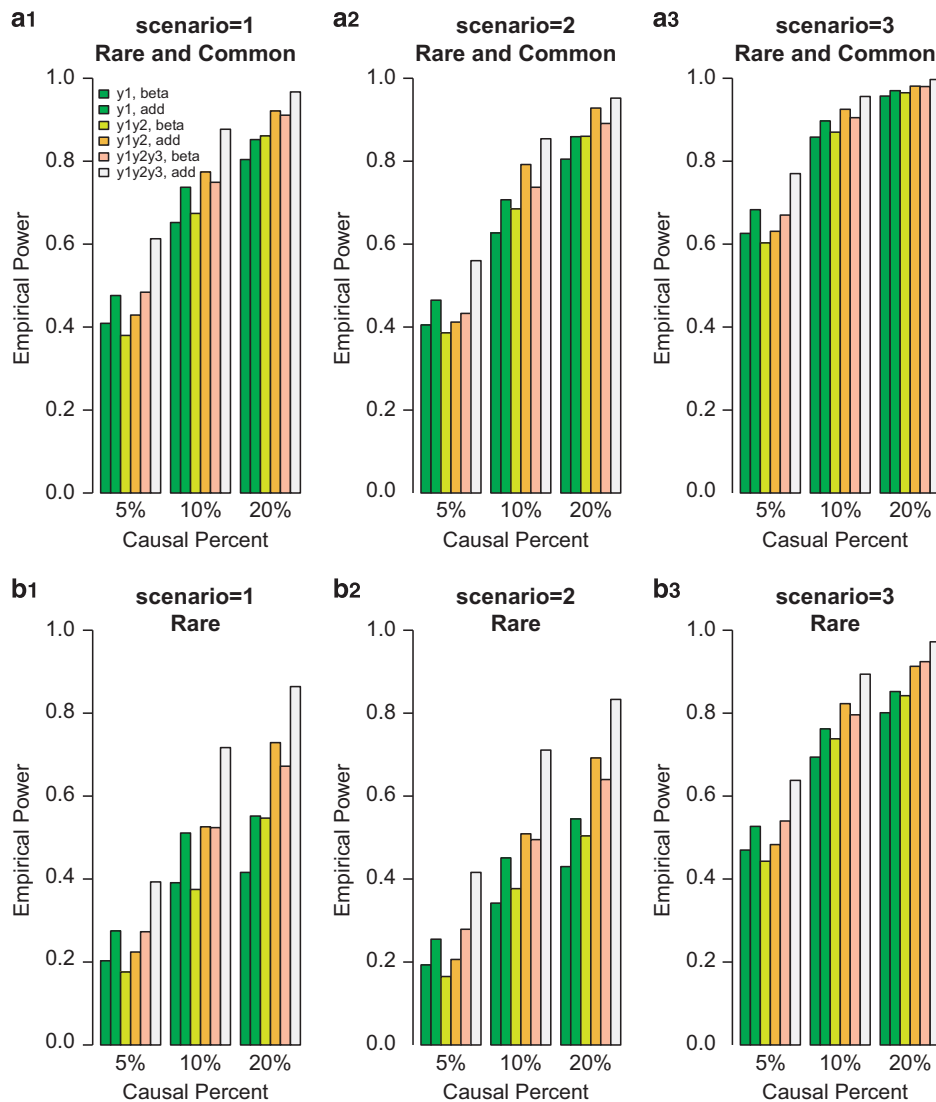 a1
scenario=1
Rare and Common
1.0
0.8
0.6
0.4
0.2
0.0
Empirical Power
y1, beta
y1, add
y1y2, beta
y1y2, add
y1y2y3, beta
y1y2y3, add
5% 10% 20%
Causal Percent
a2
scenario=2
Rare and Common
1.0
0.8
0.6
0.4
0.2
0.0
Empirical Power
5% 10% 20%
Causal Percent
a3
scenario=3
Rare and Common
1.0
0.8
0.6
0.4
0.2
0.0
Empirical Power
5% 10% 20%
Casual Percent
b1
scenario=1
Rare
1.0
0.8
0.6
0.4
0.2
0.0
Empirical Power
5% 10% 20%
Causal Percent
b2
scenario=2
Rare
1.0
0.8
0.6
0.4
0.2
0.0
Empirical Power
5% 10% 20%
Causal Percent
b3
scenario=3
Rare
1.0
0.8
0.6
0.4
0.2
0.0
Empirical Power
5% 10% 20%
Causal Percent